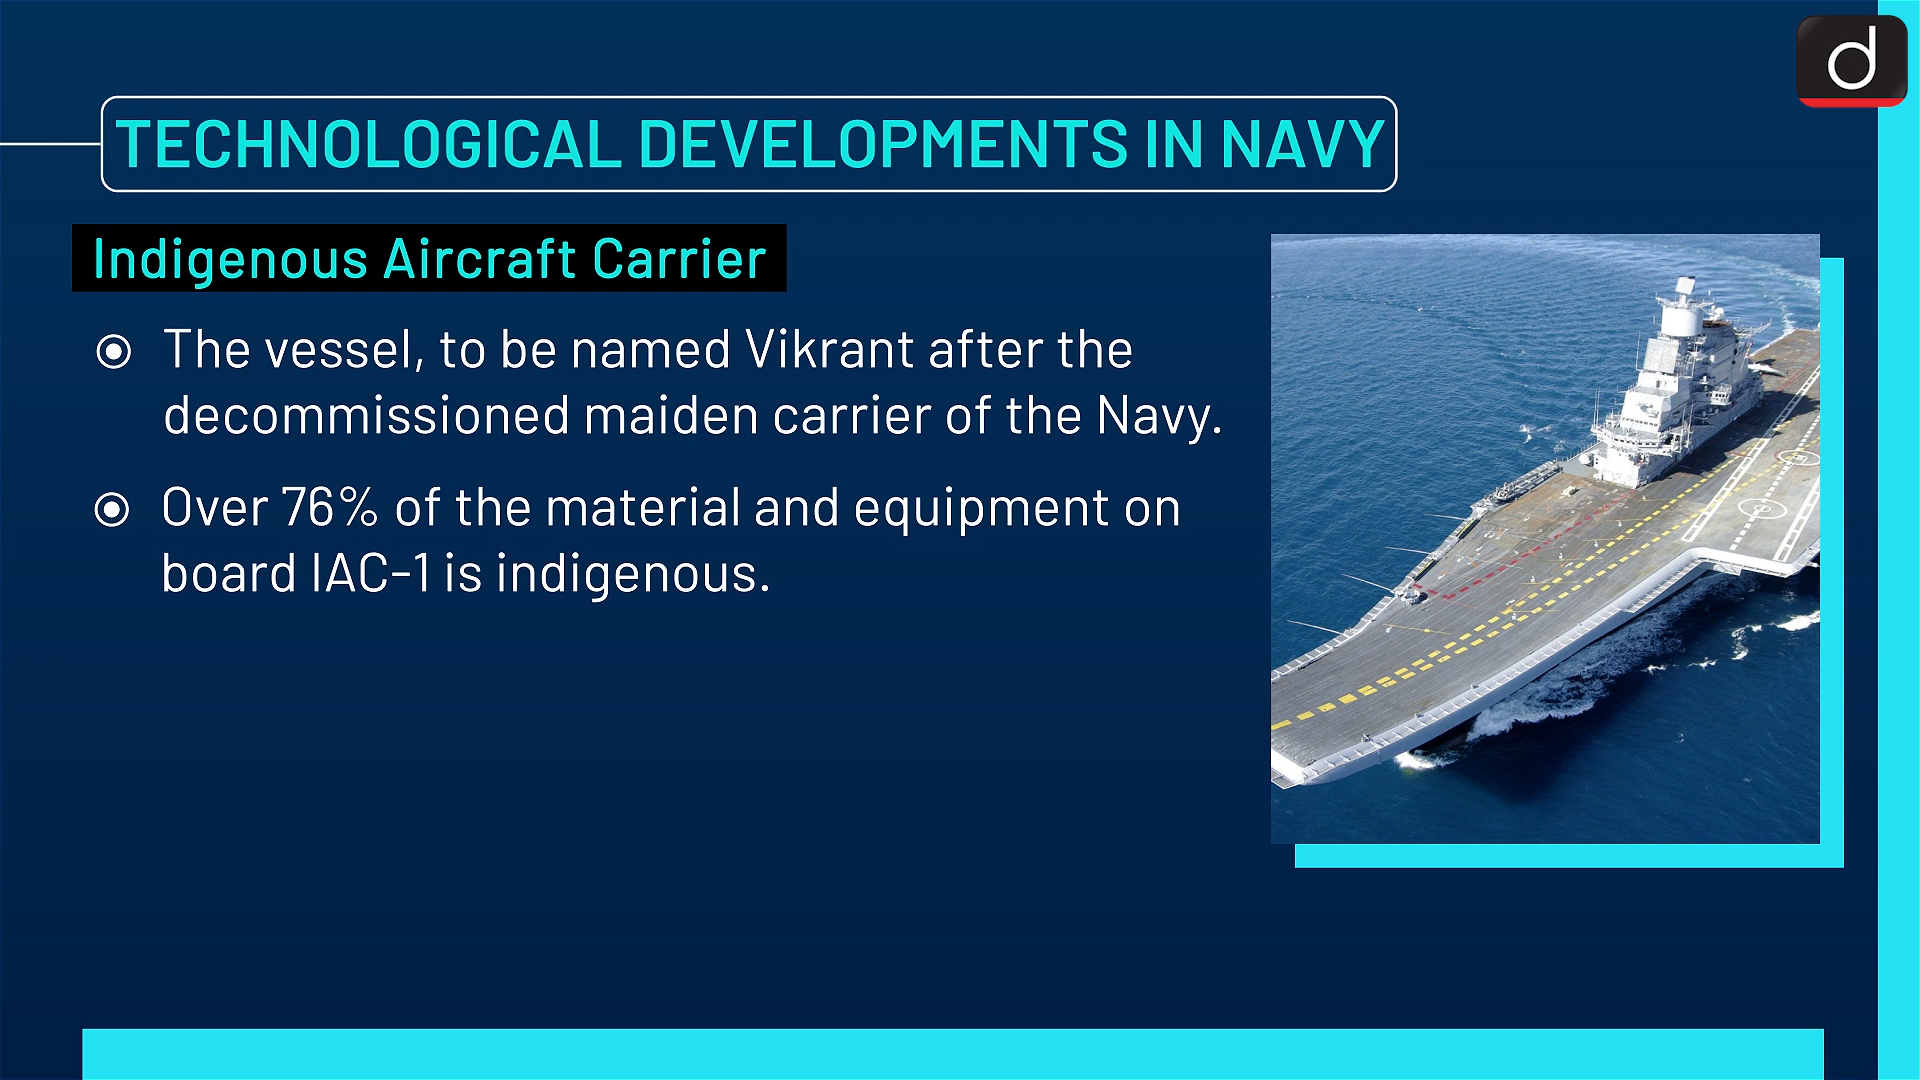 d
TECHNOLOGICAL DEVELOPMENTS IN NAVY
Indigenous Aircraft Carrier
The vessel, to be named Vikrant after the
decommissioned maiden carrier of the Navy.
Over 76% of the material and equipment on
board IAC-1 is indigenous.